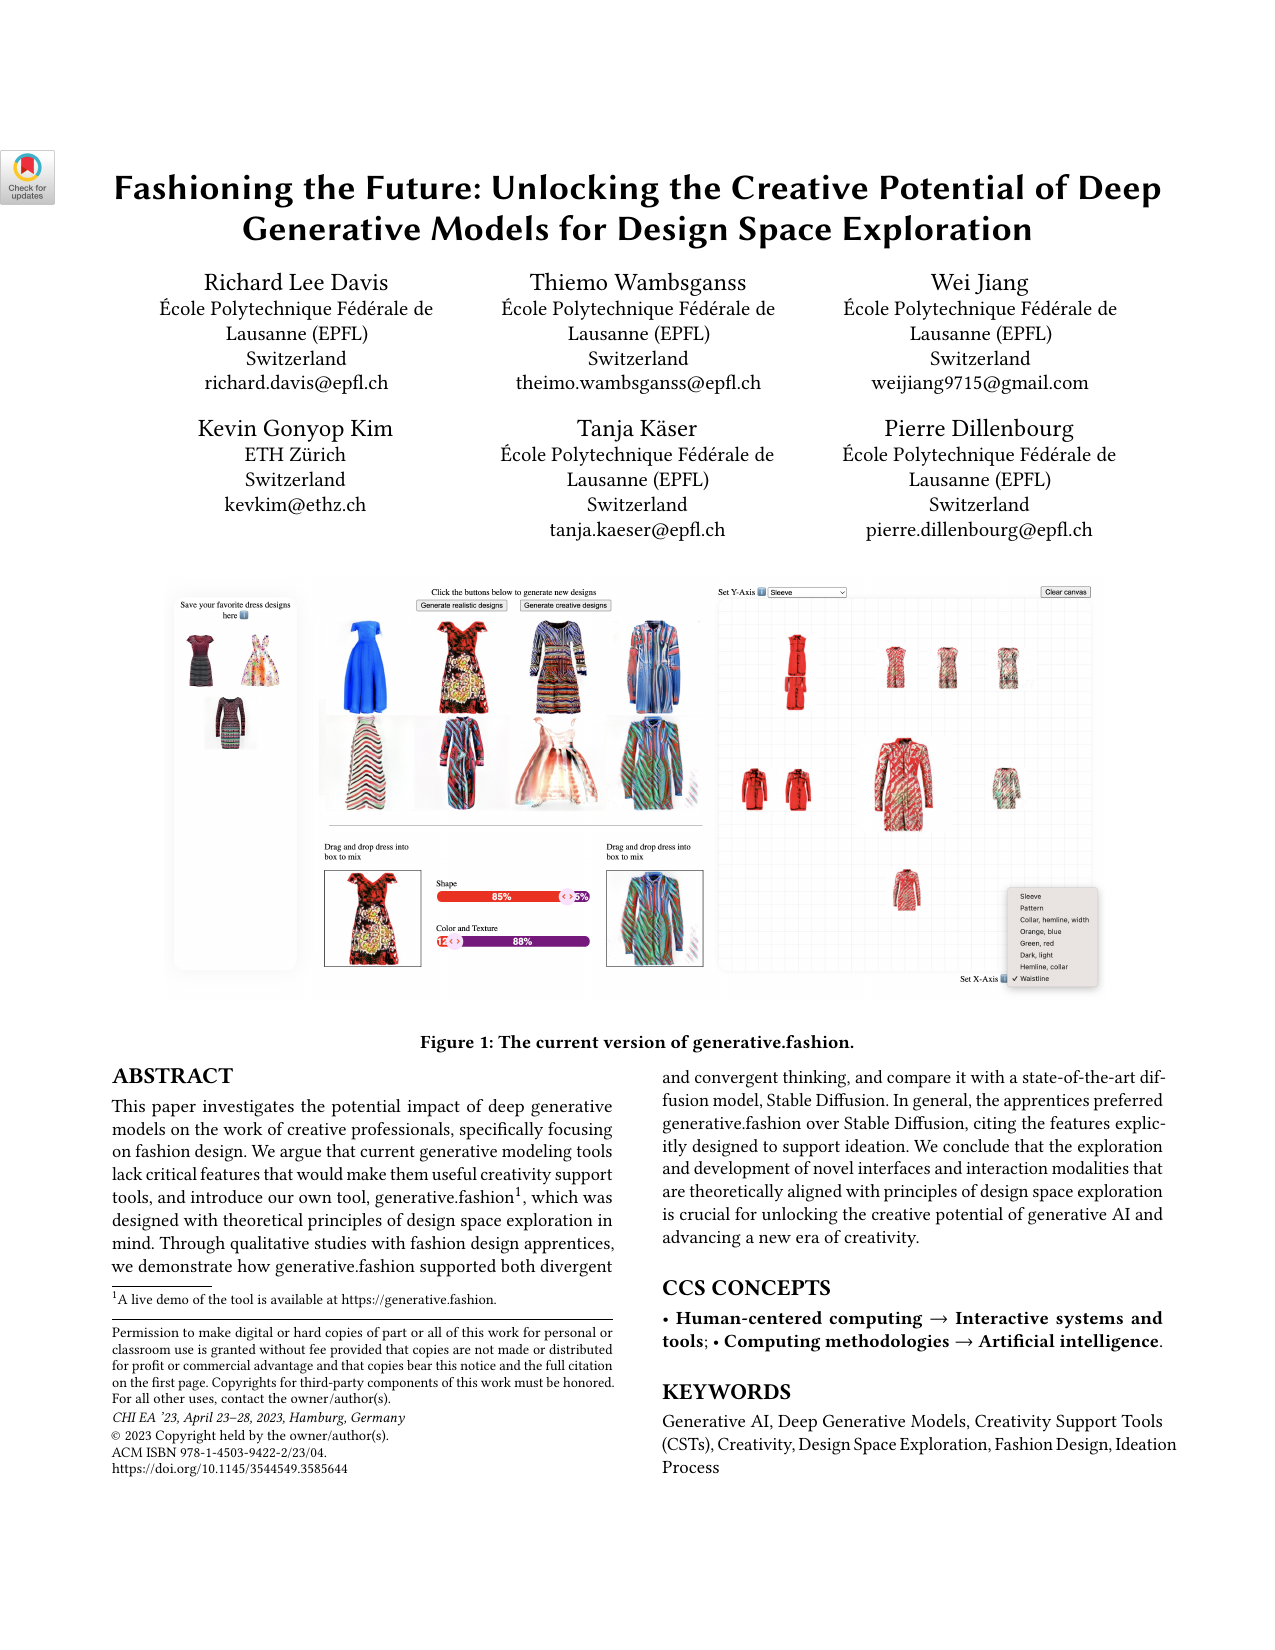 Check for
updates
Fashioning the Future: Unlocking the Creative Potential of Deep
Generative Models for Design Space Exploration
Richard Lee Davis
École Polytechnique Fédérale de
Lausanne (EPFL)
Switzerland
richard.davis@epfl.ch
Thiemo Wambsganss
École Polytechnique Fédérale de
Lausanne (EPFL)
Switzerland
theimo.wambsganss@epfl.ch
Wei Jiang
École Polytechnique Fédérale de
Lausanne (EPFL)
Switzerland
weijiang9715@gmail.com
Kevin Gonyop Kim
ETH Zürich
Switzerland
kevkim@ethz.ch
Tanja Käser
École Polytechnique Fédérale de
Lausanne (EPFL)
Switzerland
tanja.kaeser@epfl.ch
Pierre Dillenbourg
École Polytechnique Fédérale de
Lausanne (EPFL)
Switzerland
pierre.dillenbourg@epfl.ch
Save your favorite dress designs
here
Click the buttons below to generate new designs
Generate realistic designs
Generate creative designs
Drag and drop dress into
box to mix
Shape
85%
5%
Color and Texture
12
88%
Drag and drop dress into
box to mix
Set Y-Axis
Sleeve
Clear canvas
Sleeve
Pattern
Collar, hemline, width
Orange, blue
Green, red
Dark, light
Hemline, collar
Set X-Axis ✓ Waistline
Figure 1: The current version of generative.fashion.
ABSTRACT
This paper investigates the potential impact of deep generative
models on the work of creative professionals, specifically focusing
on fashion design. We argue that current generative modeling tools
lack critical features that would make them useful creativity support
tools, and introduce our own tool, generative.fashion1, which was
designed with theoretical principles of design space exploration in
mind. Through qualitative studies with fashion design apprentices,
we demonstrate how generative.fashion supported both divergent
1A live demo of the tool is available at https://generative.fashion.
Permission to make digital or hard copies of part or all of this work for personal or
classroom use is granted without fee provided that copies are not made or distributed
for profit or commercial advantage and that copies bear this notice and the full citation
on the first page. Copyrights for third-party components of this work must be honored.
For all other uses, contact the owner/author(s).
CHI EA '23, April 23–28, 2023, Hamburg, Germany
© 2023 Copyright held by the owner/author(s).
ACM ISBN 978-1-4503-9422-2/23/04.
https://doi.org/10.1145/3544549.3585644
and convergent thinking, and compare it with a state-of-the-art dif-
fusion model, Stable Diffusion. In general, the apprentices preferred
generative.fashion over Stable Diffusion, citing the features explic-
itly designed to support ideation. We conclude that the exploration
and development of novel interfaces and interaction modalities that
are theoretically aligned with principles of design space exploration
is crucial for unlocking the creative potential of generative AI and
advancing a new era of creativity.
CCS CONCEPTS
• Human-centered computing → Interactive systems and
tools; • Computing methodologies → Artificial intelligence.
KEYWORDS
Generative AI, Deep Generative Models, Creativity Support Tools
(CSTs), Creativity, Design Space Exploration, Fashion Design, Ideation
Process